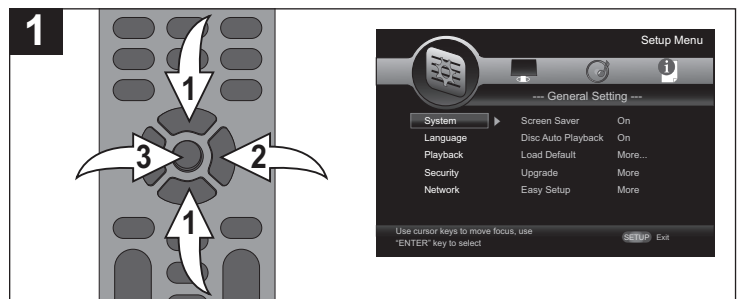 1
1
3
2
1
Setup Menu
--- General Setting ---
System Screen Saver On
Language Disc Auto Playback On
Playback Load Default More...
Security Upgrade More
Network Easy Setup More
Use cursor keys to move focus, use
"ENTER" key to select
SETUP Exit